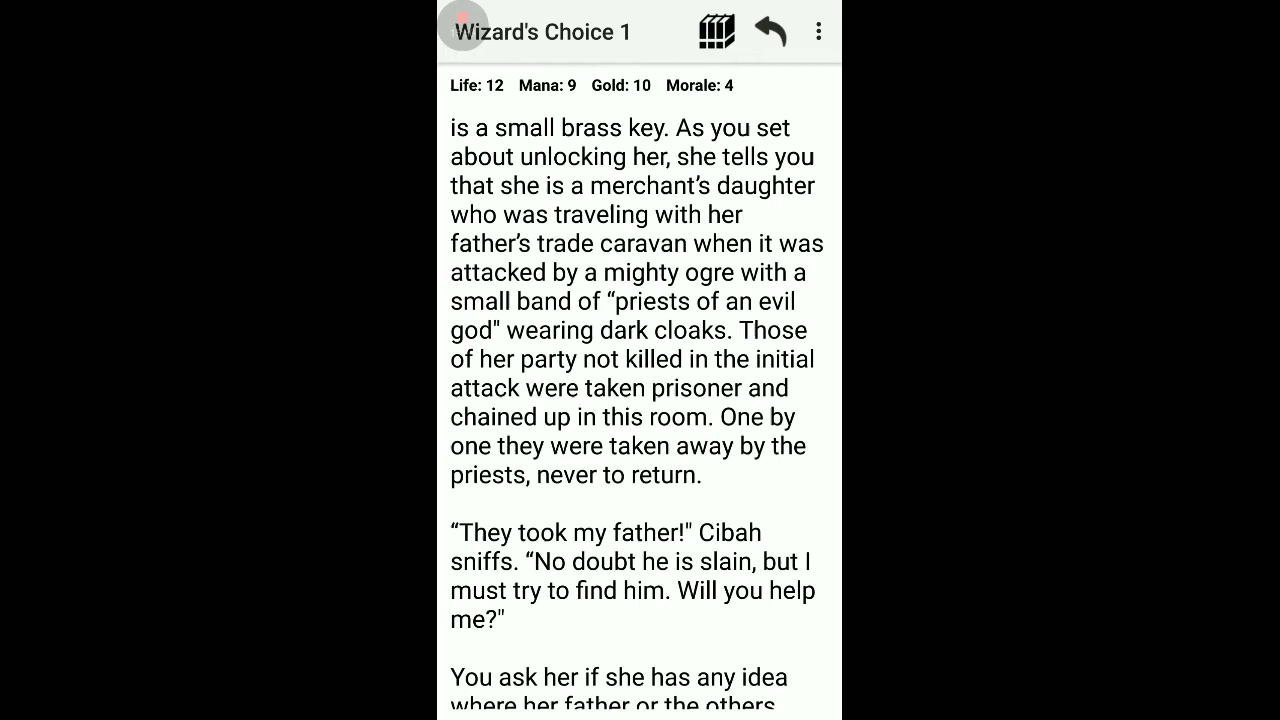 Wizard's Choice 1
Life: 12 Mana: 9 Gold: 10 Morale: 4
is a small brass key. As you set
about unlocking her, she tells you
that she is a merchant’s daughter
who was traveling with her
father’s trade caravan when it was
attacked by a mighty ogre with a
small band of “priests of an evil
god" wearing dark cloaks. Those
of her party not killed in the initial
attack were taken prisoner and
chained up in this room. One by
one they were taken away by the
priests, never to return.
“They took my father!" Cibah
sniffs. “No doubt he is slain, but I
must try to find him. Will you help
me?"
You ask her if she has any idea
where her father or the others